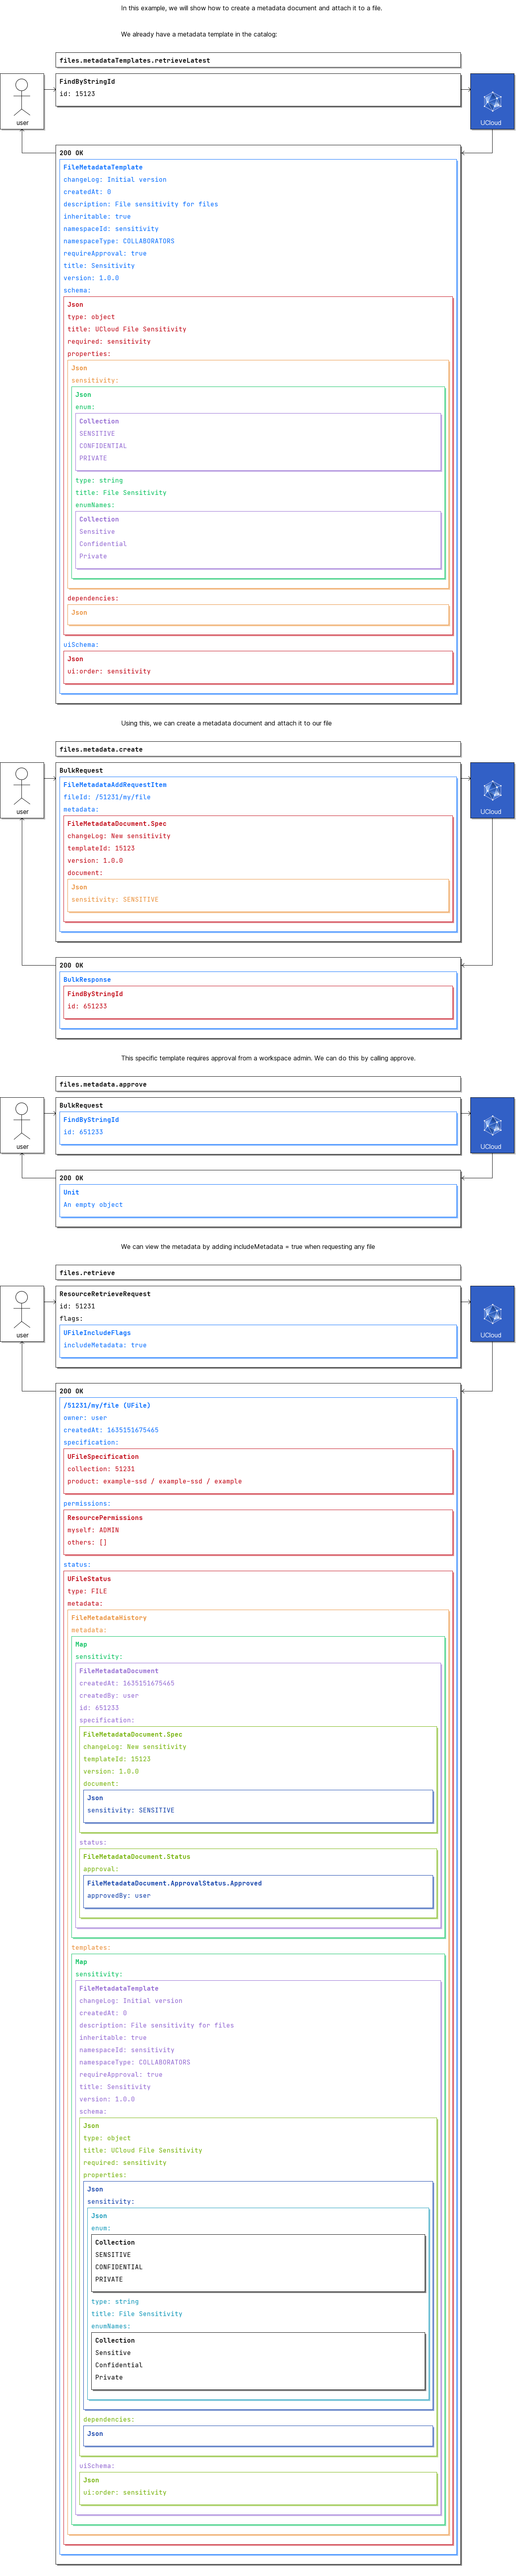 In this example, we will show how to create a metadata document and attach it to a file.
We already have a metadata template in the catalog:
files.metadataTemplates.retrieveLatest
FindByStringId
id: 15123
user
UCloud
200 OK
FileMetadataTemplate
changeLog: Initial version
createdAt: 0
description: File sensitivity for files
inheritable: true
namespaceId: sensitivity
namespaceType: COLLABORATORS
requireApproval: true
title: Sensitivity
version: 1.0.0
schema:
Json
type: object
title: UCloud File Sensitivity
required: sensitivity
properties:
Json
sensitivity:
Json
enum:
Collection
SENSITIVE
CONFIDENTIAL
PRIVATE
type: string
title: File Sensitivity
enumNames:
Collection
Sensitive
Confidential
Private
dependencies:
Json
uiSchema:
Json
ui:order: sensitivity
Using this, we can create a metadata document and attach it to our file
files.metadata.create
BulkRequest
FileMetadataAddRequestItem
fileId: /51231/my/file
metadata:
user
UCloud
FileMetadataDocument.Spec
changeLog: New sensitivity
templateId: 15123
version: 1.0.0
document:
Json
sensitivity: SENSITIVE
200 OK
BulkResponse
FindByStringId
id: 651233
This specific template requires approval from a workspace admin. We can do this by calling approve.
files.metadata.approve
BulkRequest
FindByStringId
id: 651233
user
UCloud
200 OK
Unit
An empty object
We can view the metadata by adding includeMetadata = true when requesting any file
files.retrieve
ResourceRetrieveRequest
id: 51231
flags:
UFileIncludeFlags
user
UCloud
includeMetadata: true
200 OK
/51231/my/file (UFile)
owner: user
createdAt: 1635151675465
specification:
UFileSpecification
collection: 51231
product: example-ssd / example-ssd / example
permissions:
ResourcePermissions
myself: ADMIN
others: []
status:
UFileStatus
type: FILE
metadata:
FileMetadataHistory
metadata:
Map
sensitivity:
FileMetadataDocument
createdAt: 1635151675465
createdBy: user
id: 651233
specification:
FileMetadataDocument.Spec
changeLog: New sensitivity
templateId: 15123
version: 1.0.0
document:
Json
sensitivity: SENSITIVE
status:
FileMetadataDocument.Status
approval:
FileMetadataDocument.ApprovalStatus.Approved
approvedBy: user
templates:
Map
sensitivity:
FileMetadataTemplate
changeLog: Initial version
createdAt: 0
description: File sensitivity for files
inheritable: true
namespaceId: sensitivity
namespaceType: COLLABORATORS
requireApproval: true
title: Sensitivity
version: 1.0.0
schema:
Json
type: object
title: UCloud File Sensitivity
required: sensitivity
properties:
Json
sensitivity:
Json
enum:
Collection
SENSITIVE
CONFIDENTIAL
PRIVATE
type: string
title: File Sensitivity
enumNames:
Collection
Sensitive
Confidential
Private
dependencies:
Json
uiSchema:
Json
ui:order: sensitivity